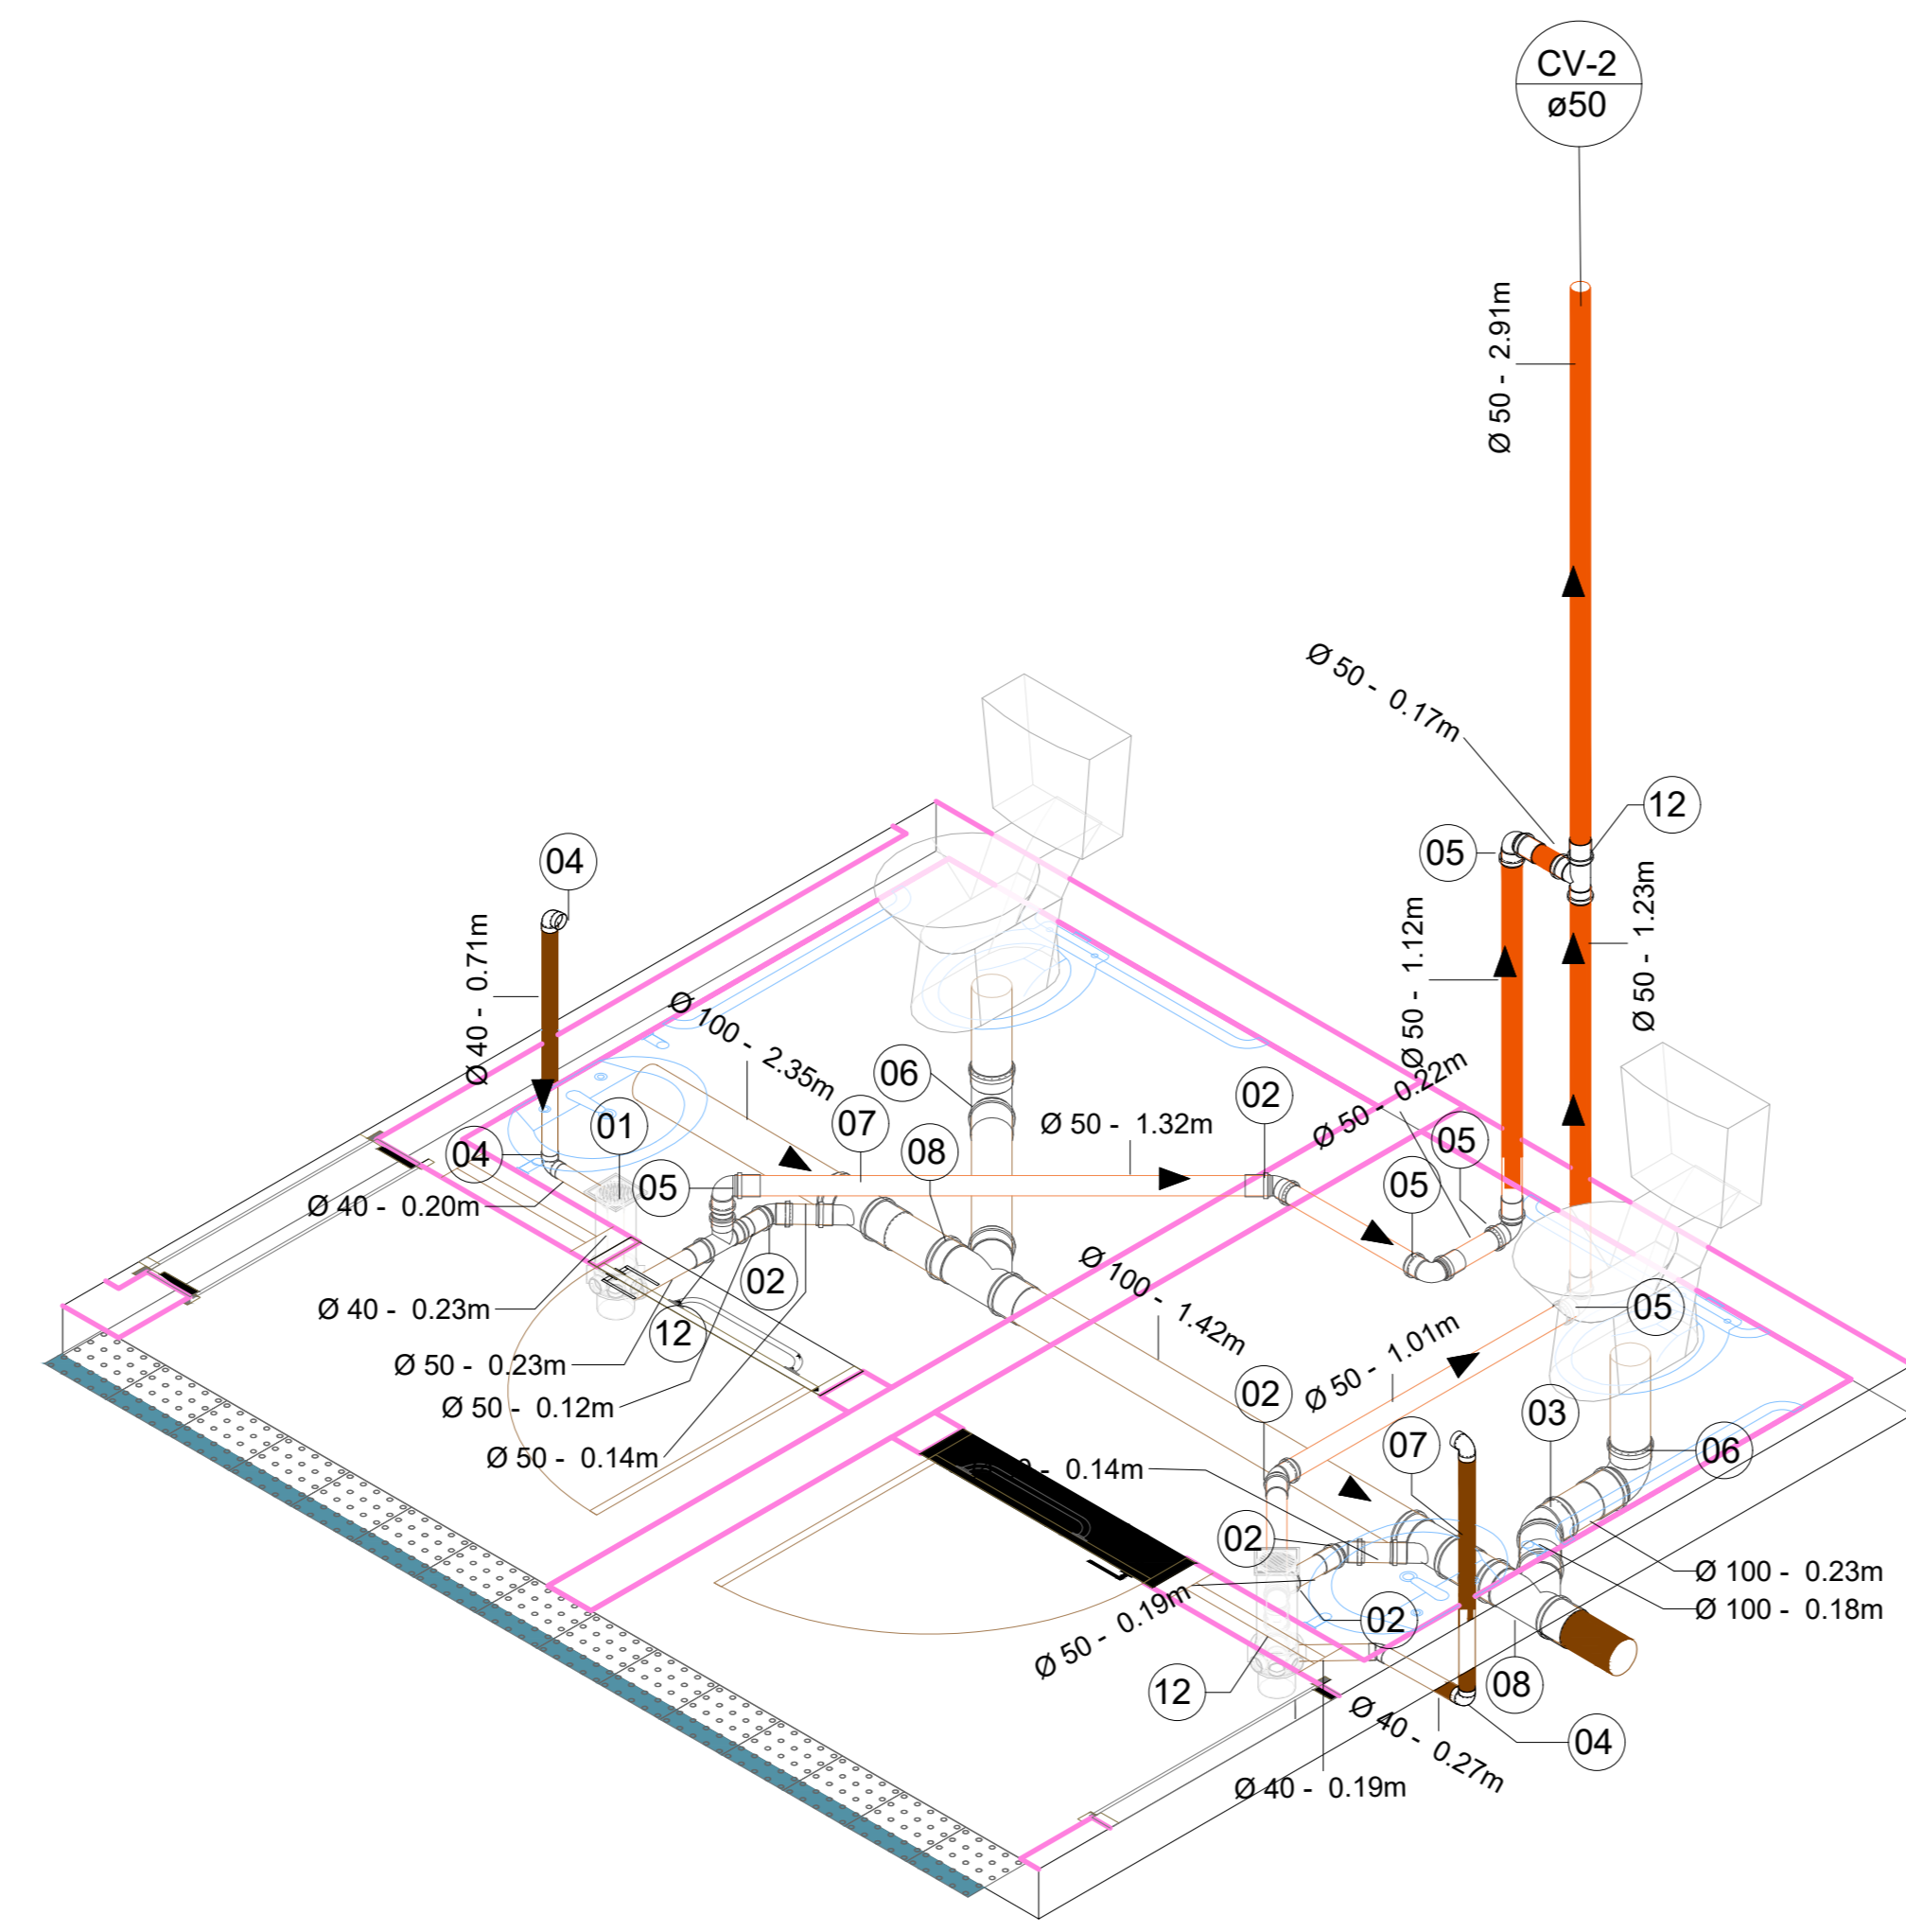 CV-2
ø50
Ø 50 - 2.91m
Ø 50 - 0.17m
12
05
04
Ø 50 - 1.12m
Ø 50 - 1.23m
Ø 40 - 0.71m
Ø 100 - 2.35m
06
02
07
01
Ø 50 - 1.32m
Ø 50 - 0.22m
05
08
04
05
05
Ø 40 - 0.20m
Ø 100 - 1.42m
02
05
Ø 40 - 0.23m
12
Ø 50 - 0.23m
Ø 50 - 1.01m
02
Ø 50 - 0.12m
03
07
06
Ø 50 - 0.14m
- 0.14m
02
Ø 100 - 0.23m
Ø 100 - 0.18m
Ø 50 - 0.19m
02
12
08
Ø 40 - 0.27m
04
Ø 40 - 0.19m